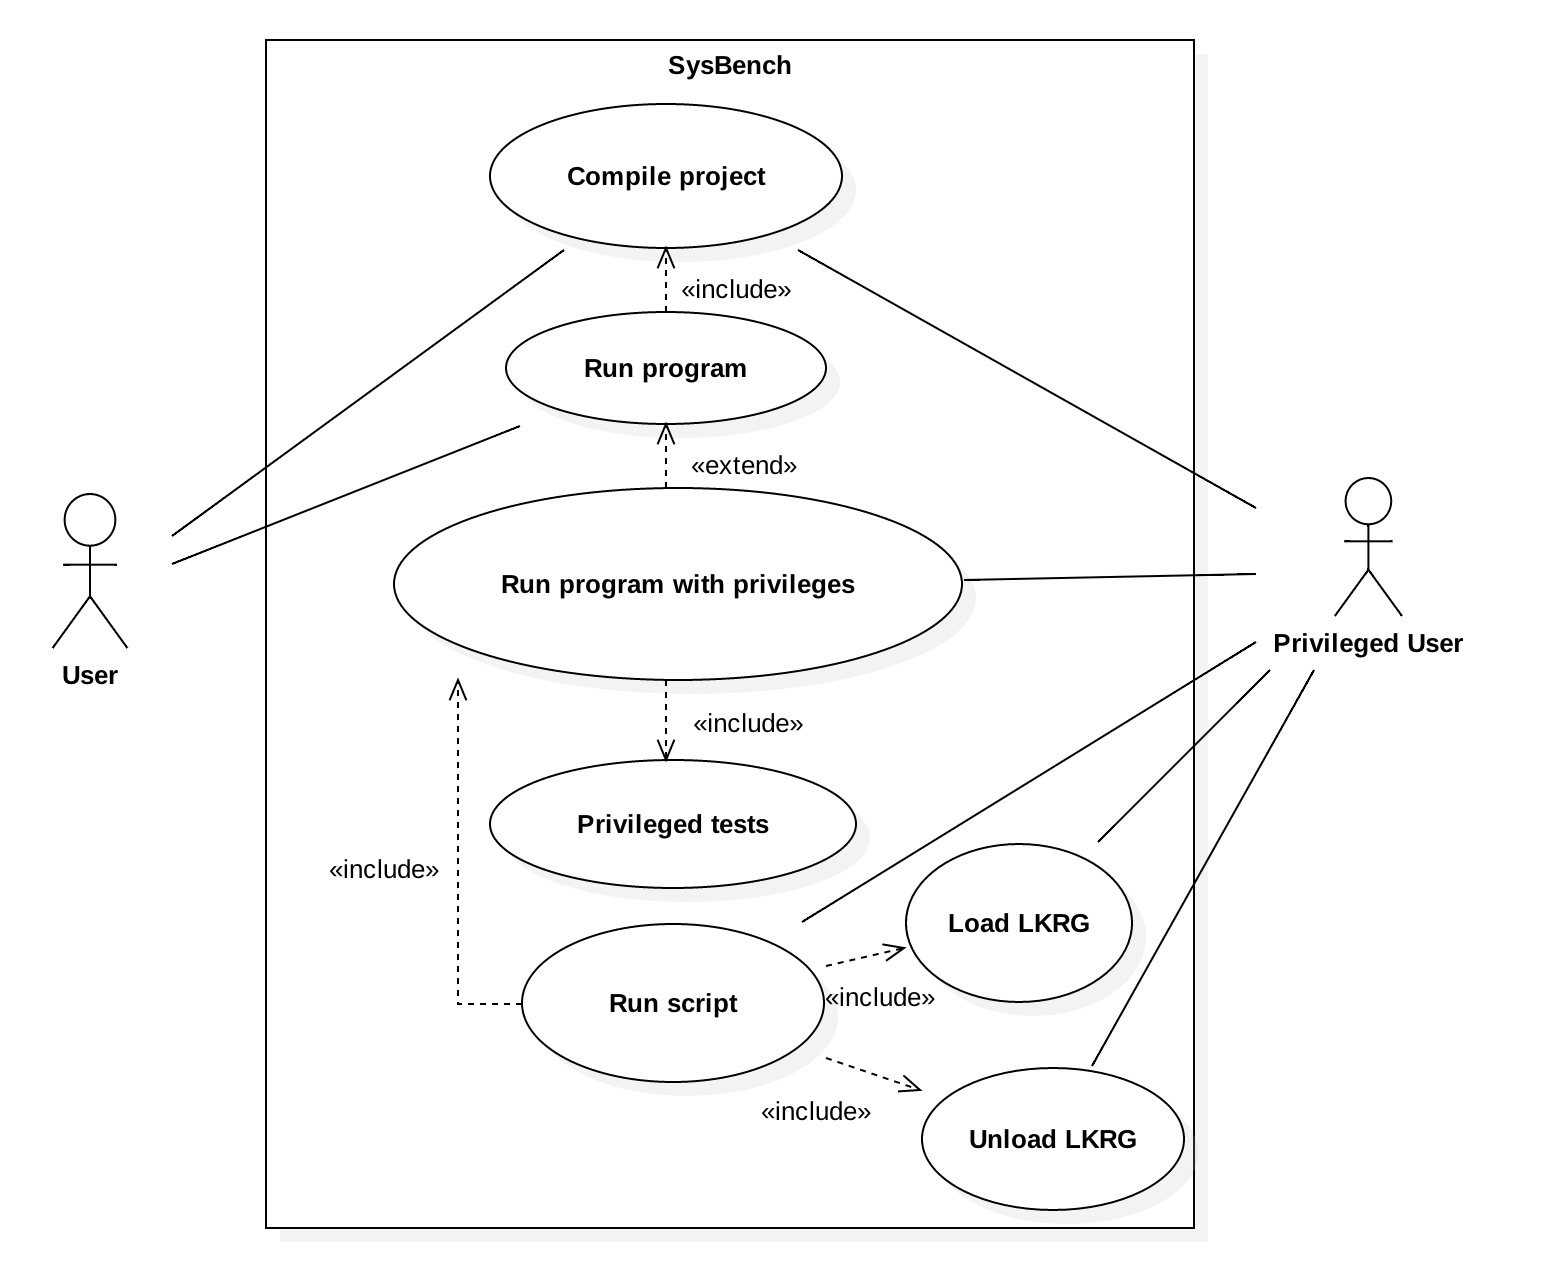 SysBench
Compile project
«include»
Run program
«extend»
Run program with privileges
User
Privileged User
«include»
Privileged tests
«include»
Load LKRG
Run script
«include»
«include»
Unload LKRG